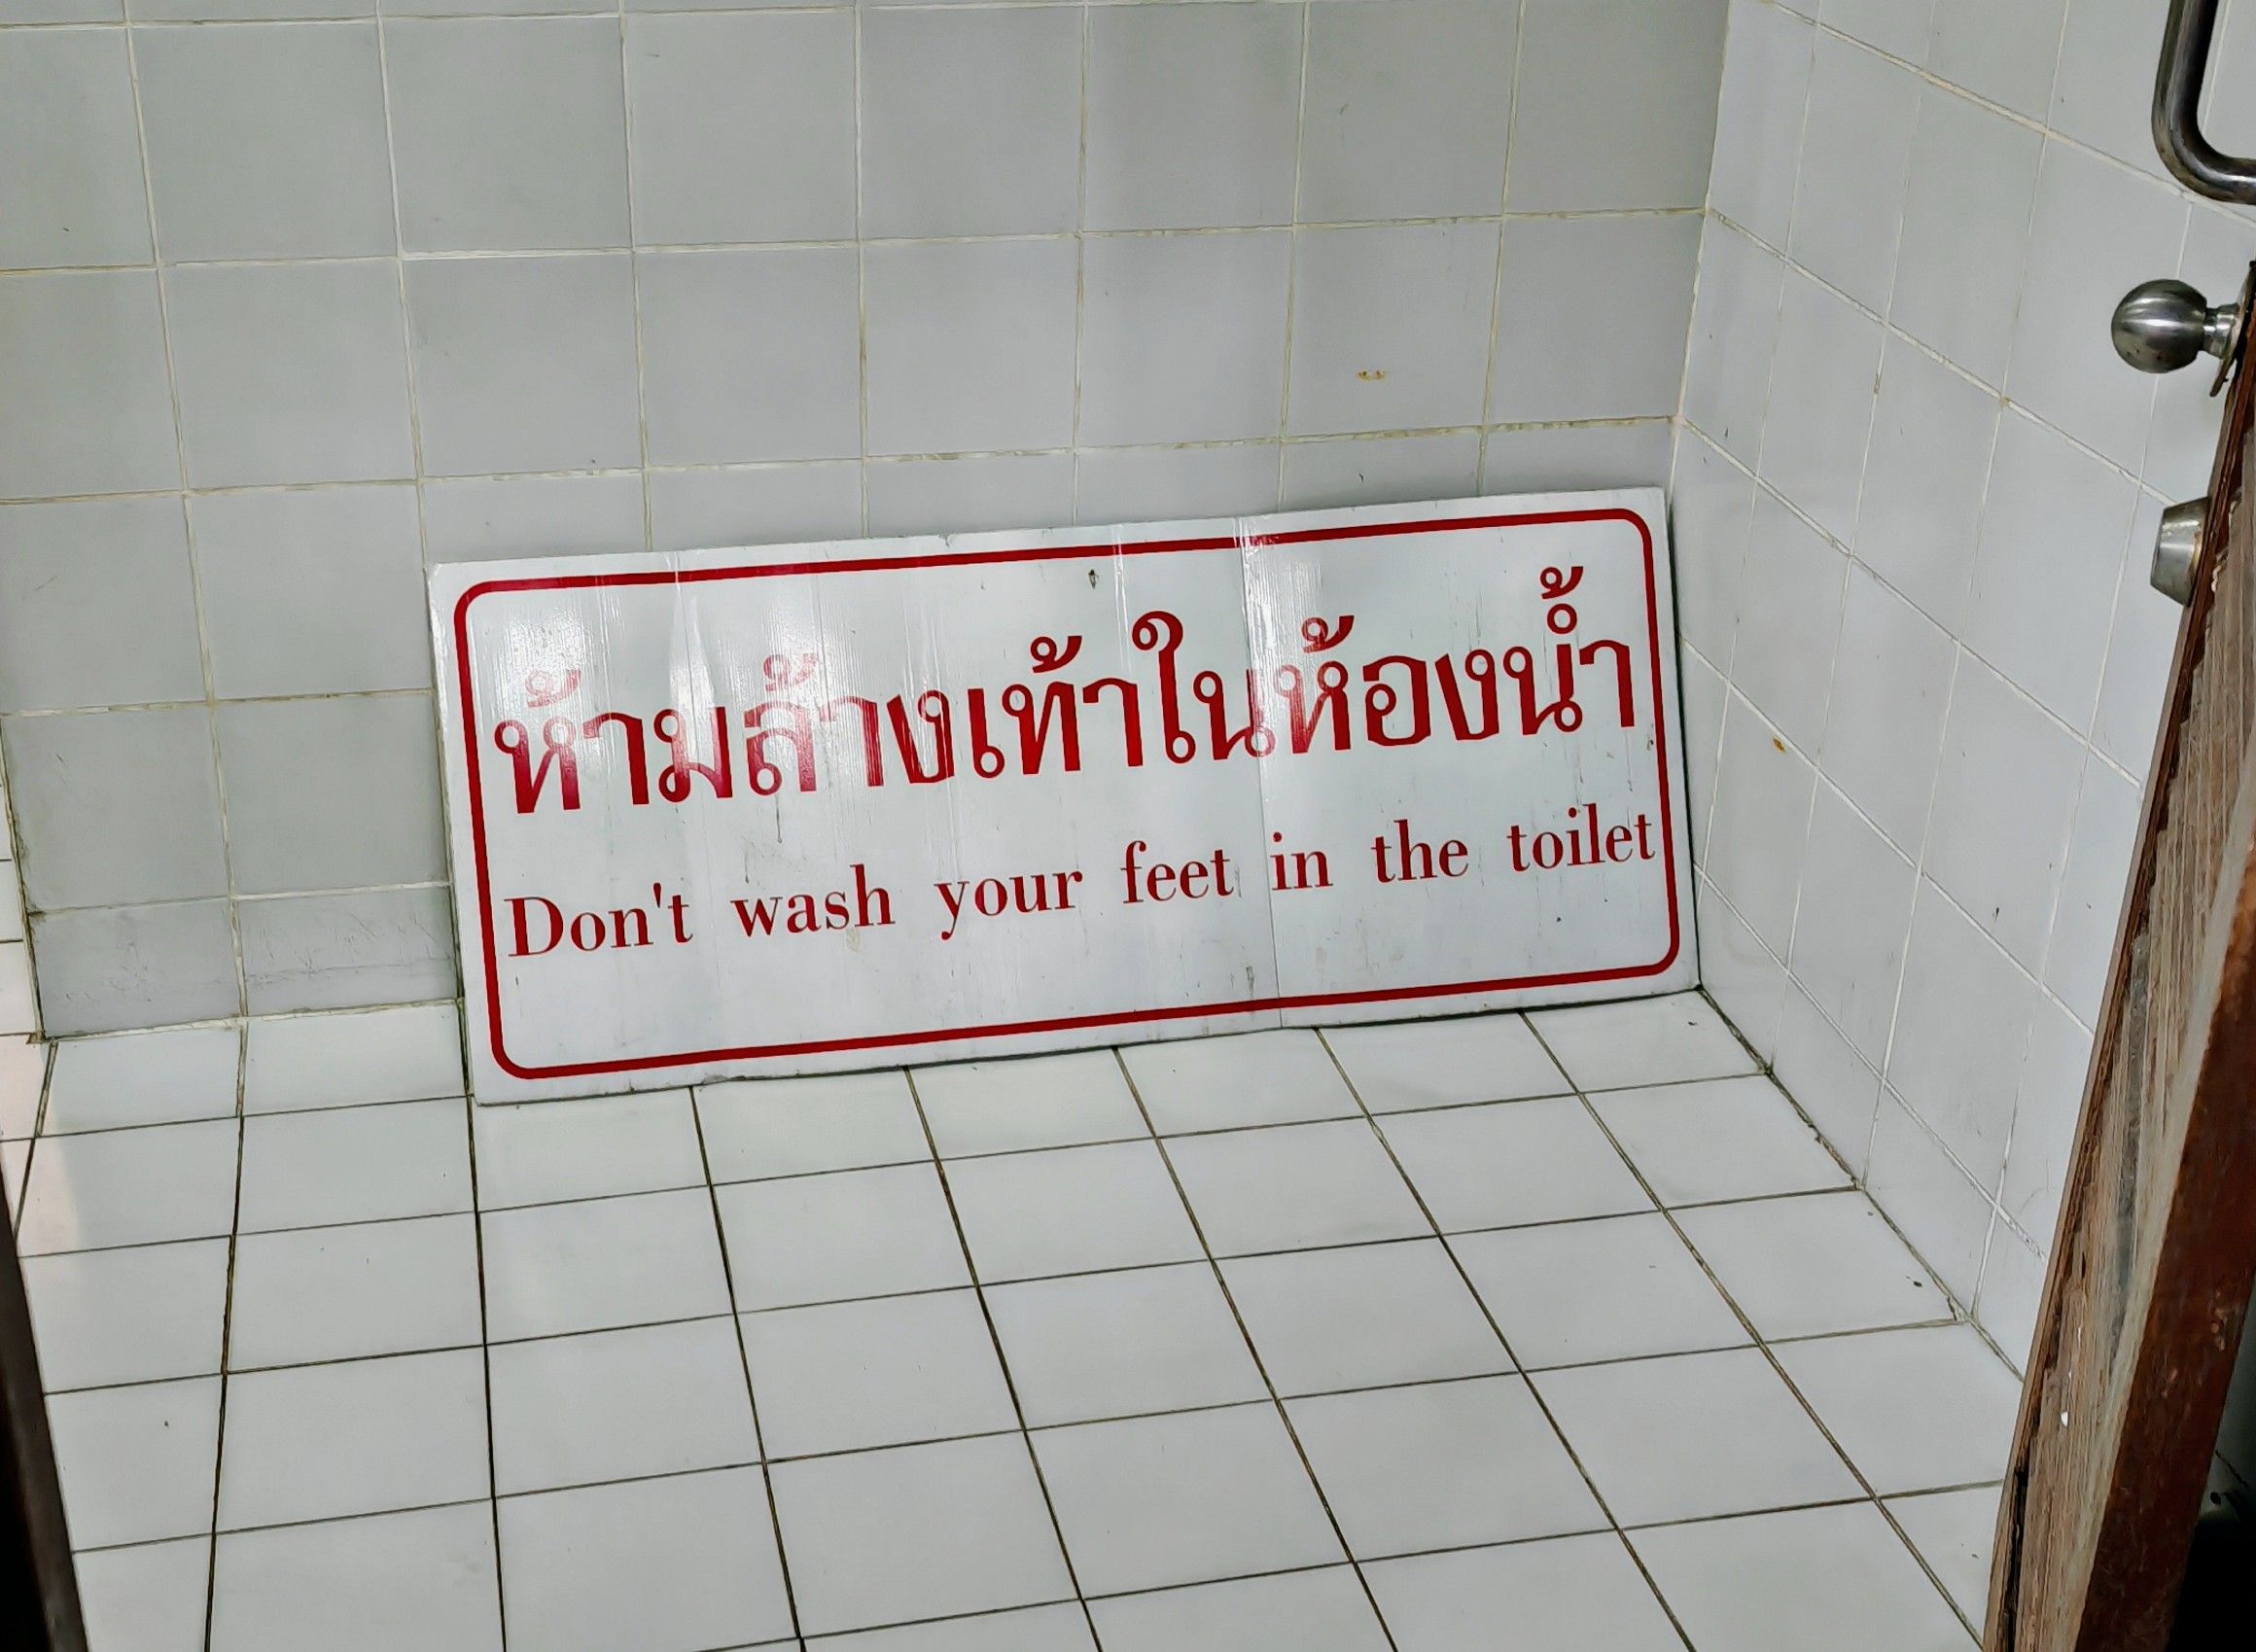 ห้ามล้างเท้าในห้องน้ำ
Don't wash your feet in the toilet